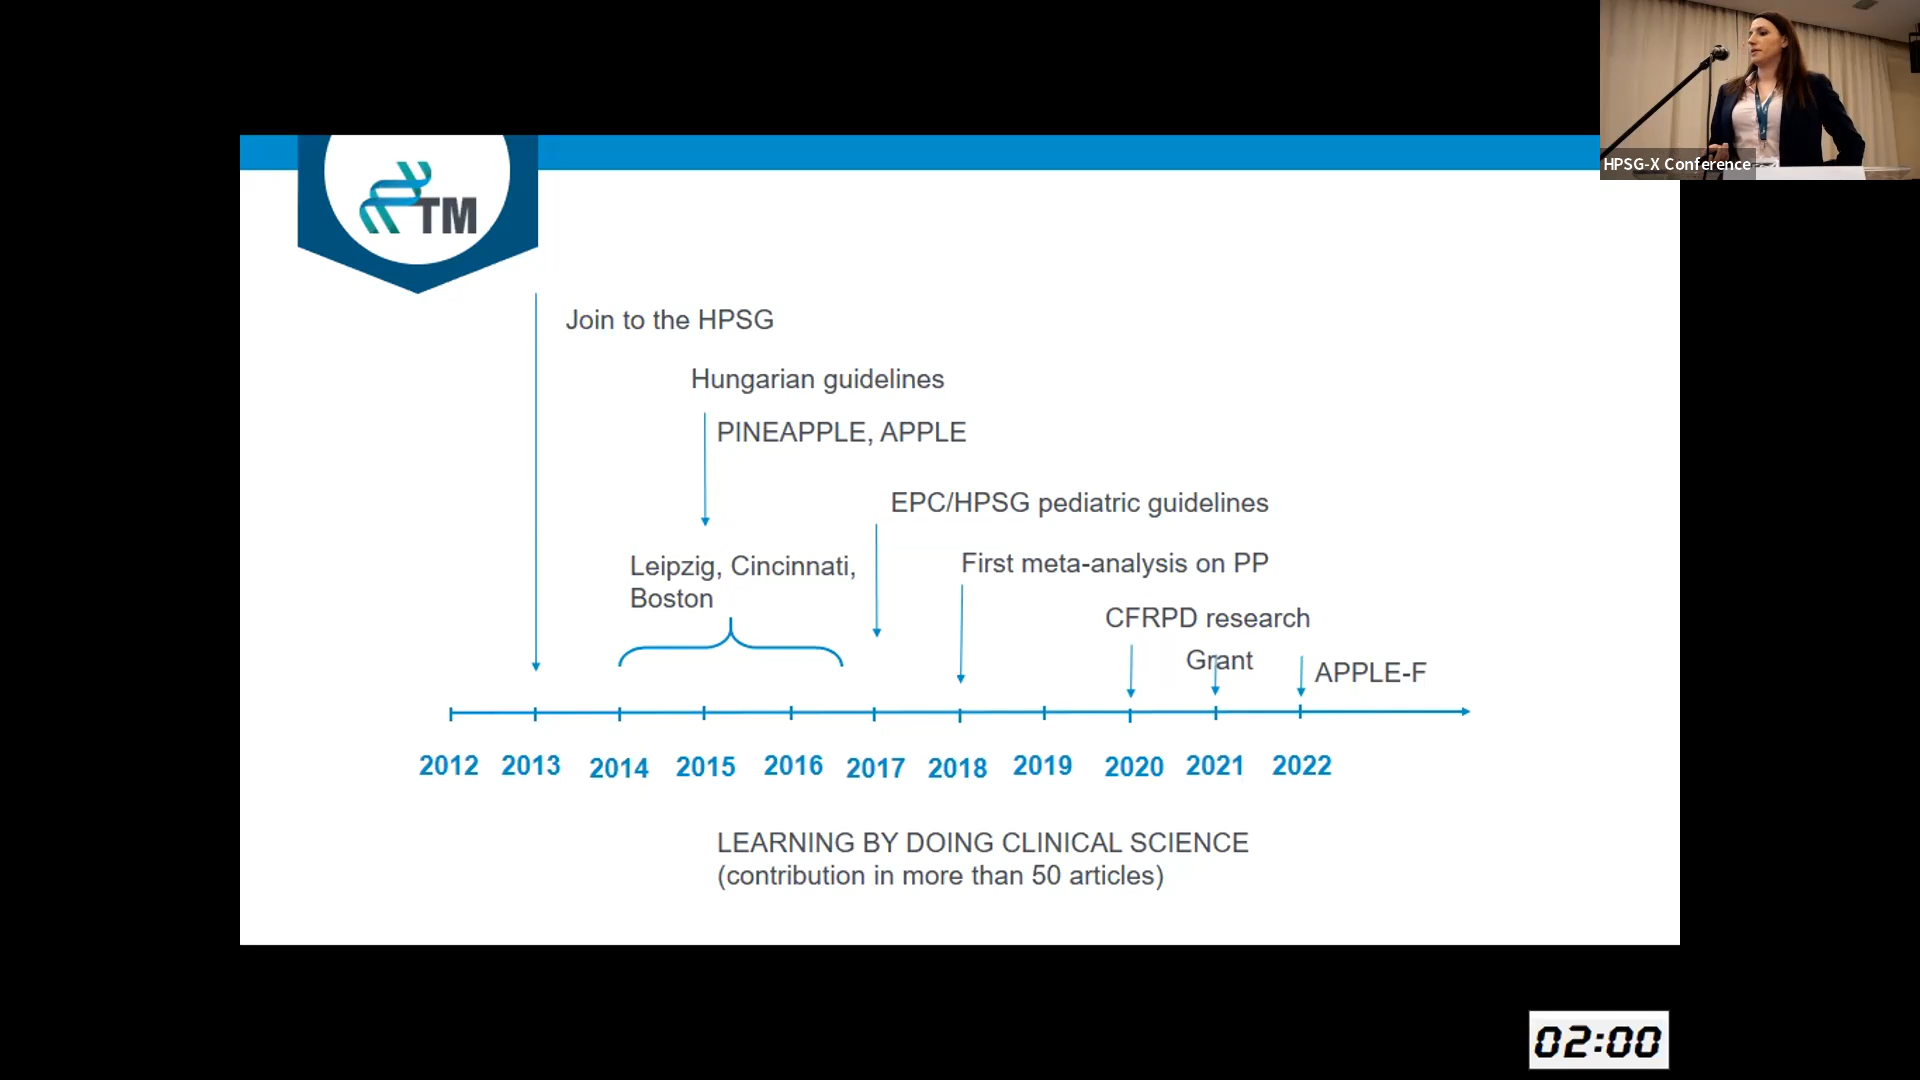 HPSG-X Conference
TM
Join to the HPSG
Hungarian guidelines
PINEAPPLE, APPLE
EPC/HPSG pediatric guidelines
Leipzig, Cincinnati,
Boston
First meta-analysis on PP
CFRPD research
Grant
APPLE-F
2012 2013 2014 2015 2016 2017 2018 2019 2020 2021 2022
LEARNING BY DOING CLINICAL SCIENCE
(contribution in more than 50 articles)
02:00